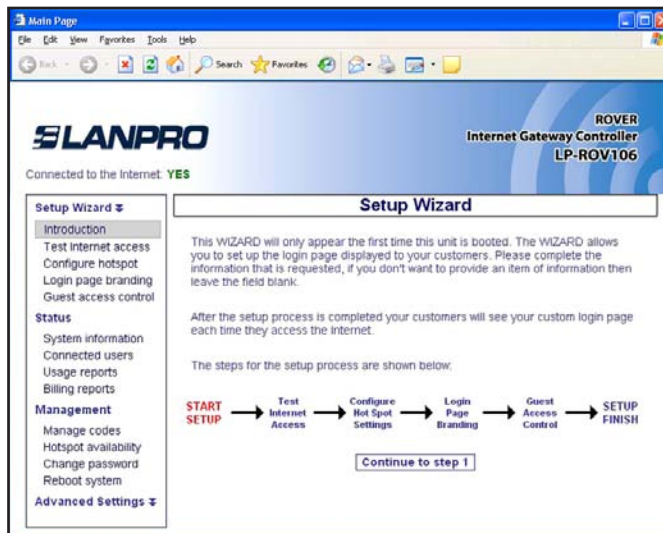 Main Page
File Edit View Favorites Tools Help
Back Search Favorites
LANPRO
ROVER
Internet Gateway Controller
LP-ROV106
Connected to the Internet: YES
Setup Wizard
Introduction
Test Internet access
Configure hotspot
Login page branding
Guest access control
Status
System information
Connected users
Usage reports
Billing reports
Management
Manage codes
Hotspot availability
Change password
Reboot system
Advanced Settings
Setup Wizard
This WIZARD will only appear the first time this unit is booted. The WIZARD allows
you to set up the login page displayed to your customers. Please complete the
information that is requested, if you don't want to provide an item of information then
leave the field blank.
After the setup process is completed your customers will see your custom login page
each time they access the Internet.
The steps for the setup process are shown below:
START
SETUP
Test
Internet
Access
Configure
Hot Spot
Settings
Login
Page
Branding
Guest
Access
Control
SETUP
FINISH
Continue to step 1